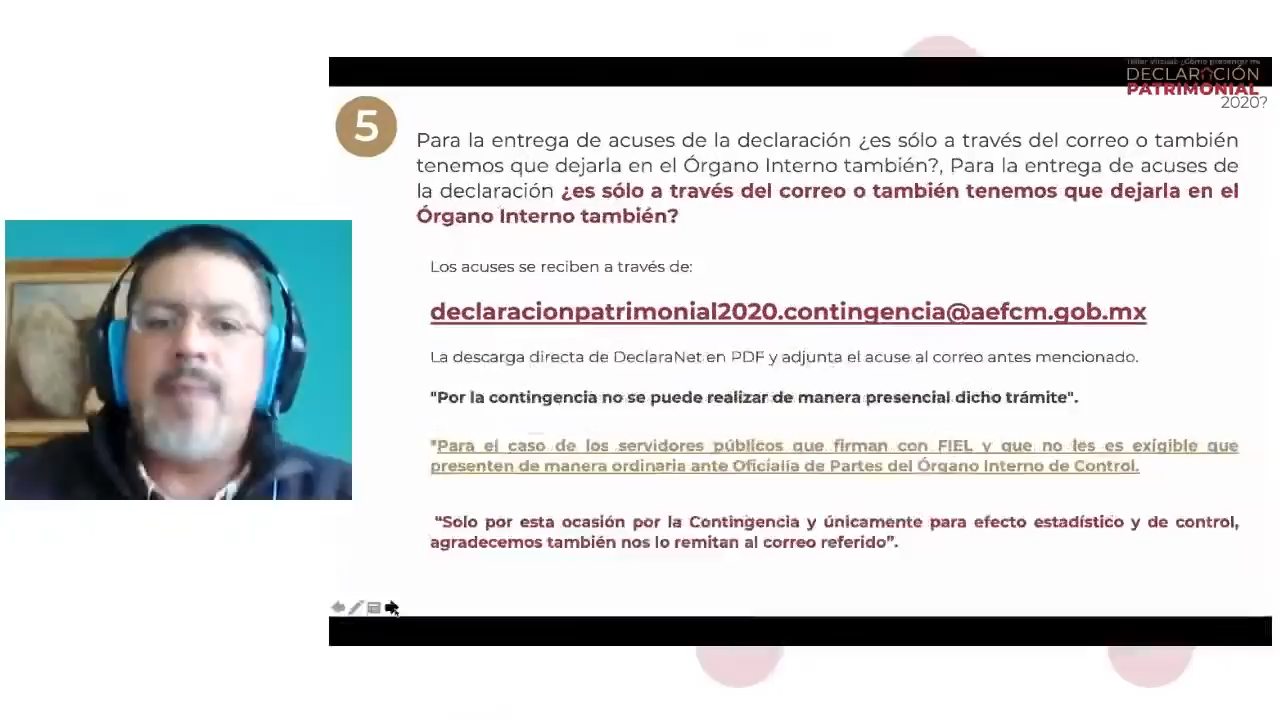 Taller Virtual: ¿Cómo presentar mi
DECLARACIÓN
PATRIMONIAL
2020?
5
Para la entrega de acuses de la declaración ¿es sólo a través del correo o también
tenemos que dejarla en el Órgano Interno también?, Para la entrega de acuses de
la declaración ¿es sólo a través del correo o también tenemos que dejarla en el
Órgano Interno también?
Los acuses se reciben a través de:
declaracionpatrimonial2020.contingencia@aefcm.gob.mx
La descarga directa de DeclaraNet en PDF y adjunta el acuse al correo antes mencionado.
"Por la contingencia no se puede realizar de manera presencial dicho trámite".
*Para el caso de los servidores públicos que firman con FIEL y que no les es exigible que
presenten de manera ordinaria ante Oficialía de Partes del Órgano Interno de Control.
“Solo por esta ocasión por la Contingencia y únicamente para efecto estadístico y de control,
agradecemos también nos lo remitan al correo referido”.